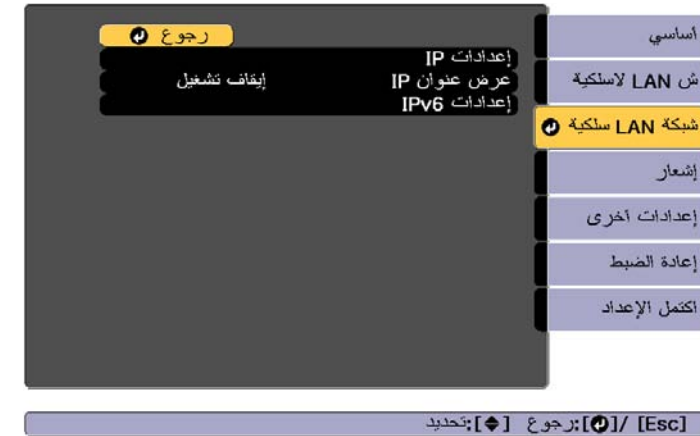 أساسي
ش LAN لاسلكية
شبكة LAN سلكية
إشعار
إعدادات أخرى
إعادة الضبط
اكتمل الإعداد
رجوع
إعدادات IP
عرض عنوان IP إيقاف تشغيل
إعدادات IPv6
[Esc] /[⏎]:رجوع [◆]:تحديد